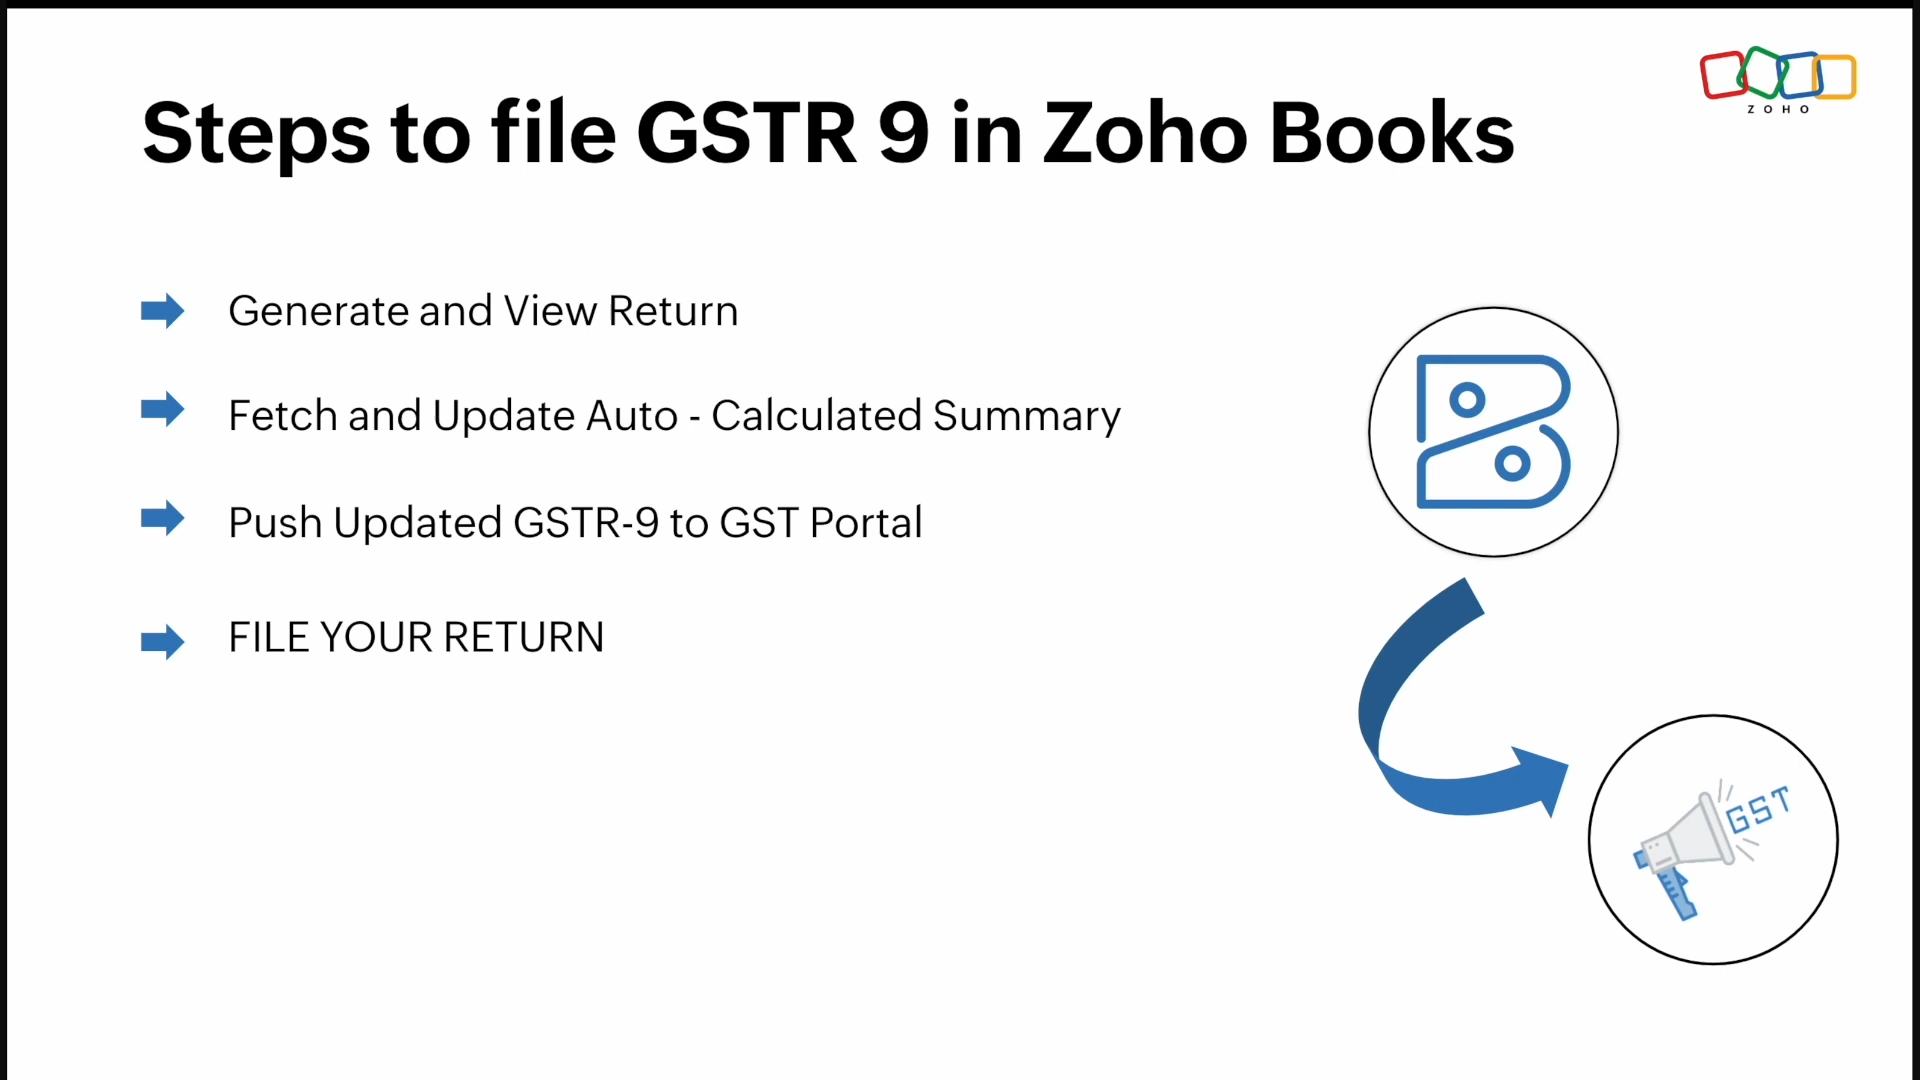 ZOHO
Steps to file GSTR 9 in Zoho Books
Generate and View Return
Fetch and Update Auto - Calculated Summary
Push Updated GSTR-9 to GST Portal
FILE YOUR RETURN
GST